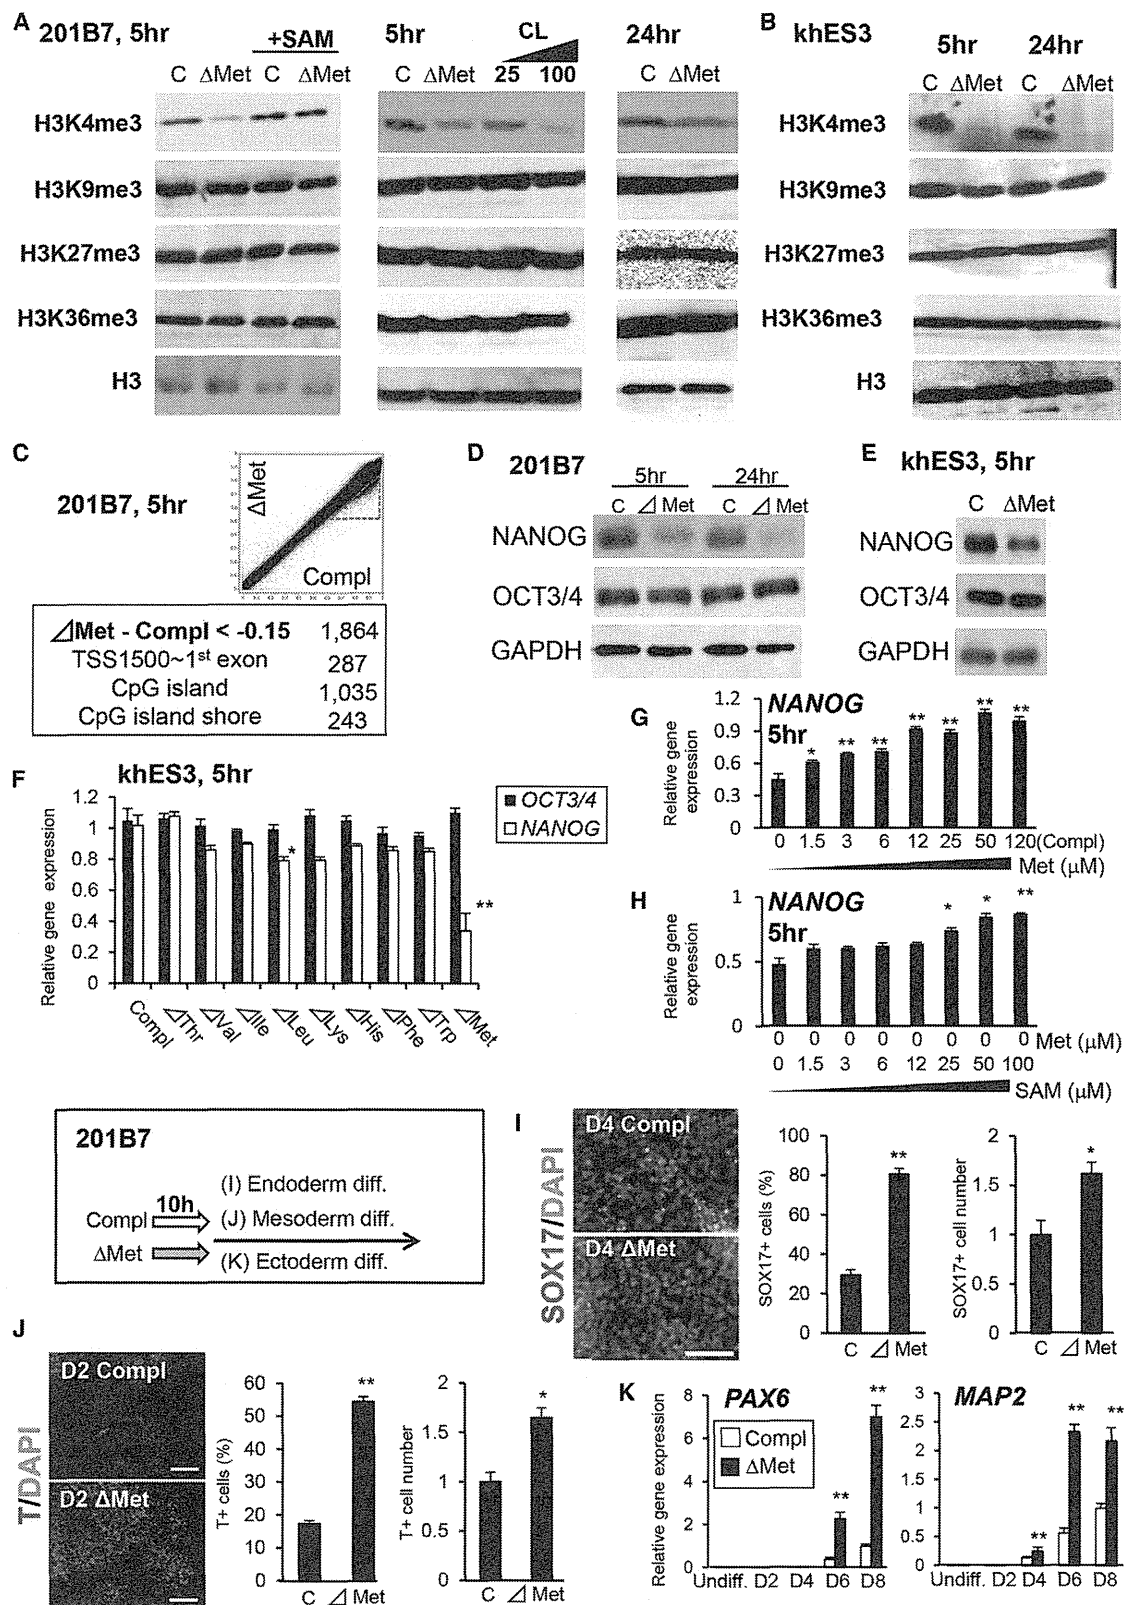 A 201B7, 5hr
+SAM
C ΔMet C ΔMet
5hr
CL
C ΔMet 25 100
24hr
C ΔMet
H3K4me3
H3K9me3
H3K27me3
H3K36me3
H3
B khES3
5hr 24hr
C ΔMet C ΔMet
H3K4me3
H3K9me3
H3K27me3
H3K36me3
H3
C
201B7, 5hr
ΔMet
Compl
⊿Met - Compl < -0.15 1,864
TSS1500~1st exon 287
CpG island 1,035
CpG island shore 243
D 201B7
5hr 24hr
C ⊿ Met C ⊿ Met
NANOG
OCT3/4
GAPDH
E khES3, 5hr
C ΔMet
NANOG
OCT3/4
GAPDH
F khES3, 5hr
Relative gene expression
1.2
1
0.8
0.6
0.4
0.2
0
* **
OCT3/4
NANOG
Compl ⊿Thr ⊿Val ⊿Ile ⊿Leu ⊿Lys ⊿His ⊿Phe ⊿Trp ⊿Met
G NANOG
5hr
Relative gene expression
1.2
0.9
0.6
0.3
0
* ** ** ** ** ** **
0 1.5 3 6 12 25 50 120(Compl)
Met (μM)
H NANOG
5hr
Relative gene expression
1
0.5
0
* * **
0 0 0 0 0 0 0 0 Met (μM)
0 1.5 3 6 12 25 50 100
SAM (μM)
201B7
10h
Compl
ΔMet
(I) Endoderm diff.
(J) Mesoderm diff.
(K) Ectoderm diff.
I
SOX17/DAPI
D4 Compl
D4 ΔMet
SOX17+ cells (%)
100
80
60
40
20
0
**
C ⊿ Met
SOX17+ cell number
2
1.5
1
0.5
0
*
C ⊿ Met
J
T/DAPI
D2 Compl
D2 ΔMet
T+ cells (%)
60
50
40
30
20
10
0
**
C ⊿ Met
T+ cell number
2
1.5
1
0.5
0
*
C ⊿ Met
K
PAX6
Relative gene expression
8
6
4
2
0
Compl
ΔMet
** **
Undiff. D2 D4 D6 D8
MAP2
3
2.5
2
1.5
1
0.5
0
** ** **
Undiff. D2 D4 D6 D8